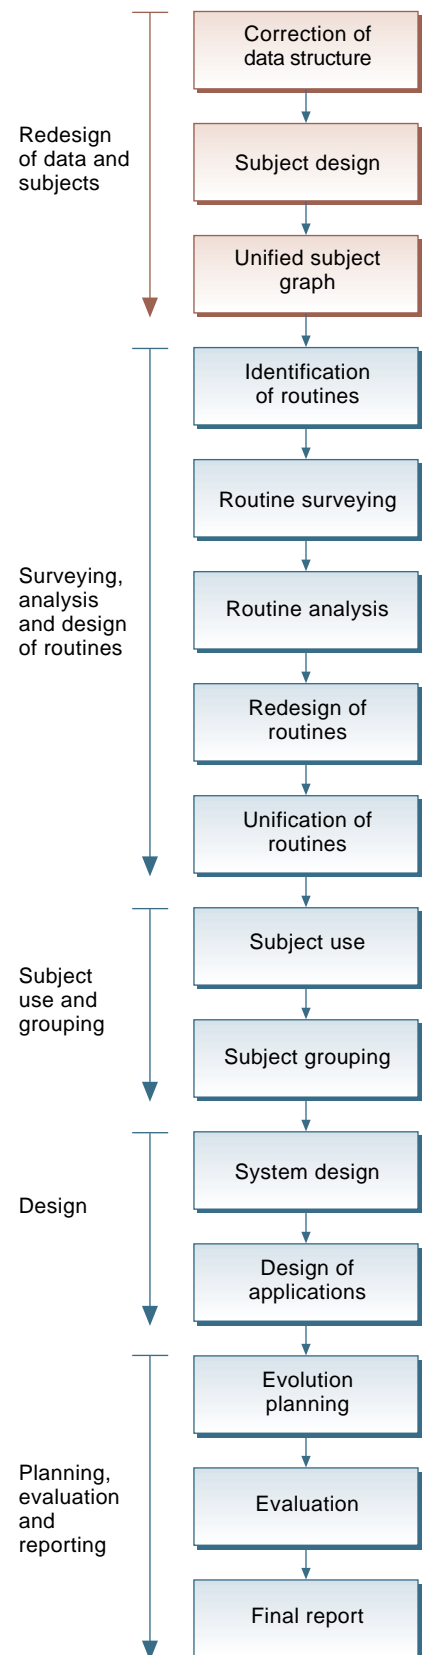 Correction of
data structure
Redesign
of data and
subjects
Subject design
Unified subject
graph
Identification
of routines
Routine surveying
Surveying,
analysis
and design
of routines
Routine analysis
Redesign of
routines
Unification of
routines
Subject use
Subject
use and
grouping
Subject grouping
System design
Design
Design of
applications
Evolution
planning
Planning,
evaluation
and
reporting
Evaluation
Final report